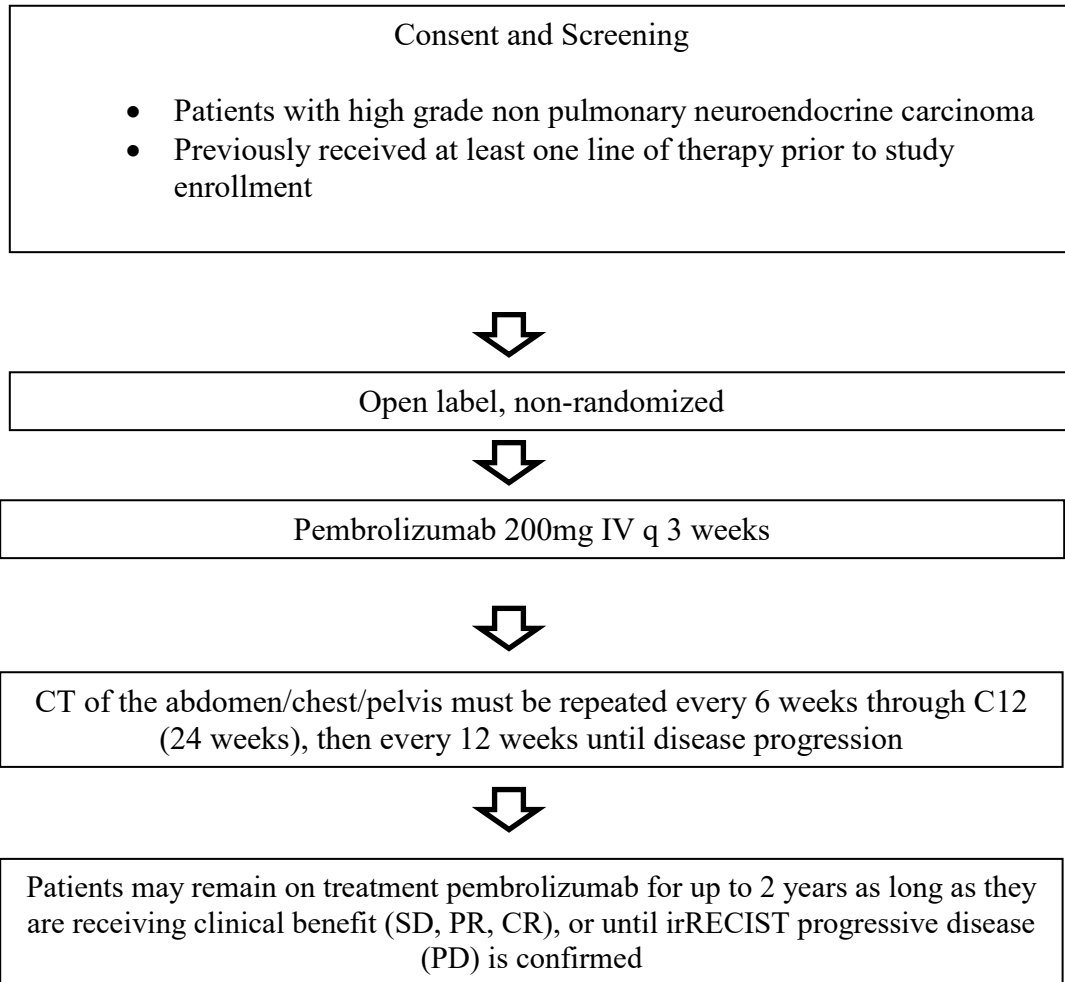 Consent and Screening
• Patients with high grade non pulmonary neuroendocrine carcinoma
• Previously received at least one line of therapy prior to study
enrollment
Open label, non-randomized
Pembrolizumab 200mg IV q 3 weeks
CT of the abdomen/chest/pelvis must be repeated every 6 weeks through C12
(24 weeks), then every 12 weeks until disease progression
Patients may remain on treatment pembrolizumab for up to 2 years as long as they
are receiving clinical benefit (SD, PR, CR), or until irRECIST progressive disease
(PD) is confirmed